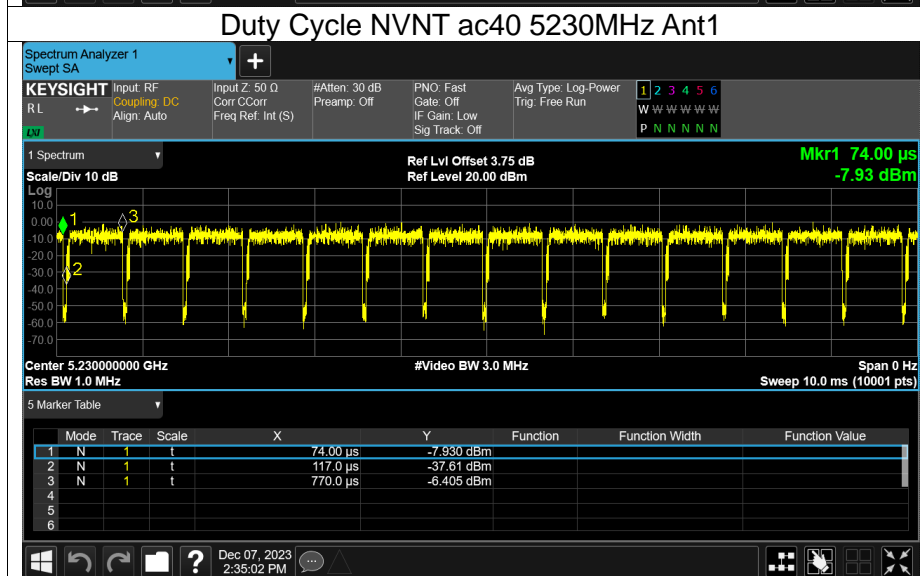 Duty Cycle NVNT ac40 5230MHz Ant1
Spectrum Analyzer 1
Swept SA
+
KEYSIGHT Input: RF Input Z: 50 Ω #Atten: 30 dB PNO: Fast Avg Type: Log-Power 1 2 3 4 5 6
RL Coupling: DC Corr CCorr Preamp: Off Gate: Off Trig: Free Run W W W W W W
Align: Auto Freq Ref: Int (S) IF Gain: Low
LXI Sig Track: Off P N N N N N
1 Spectrum Ref Lvl Offset 3.75 dB Mkr1 74.00 µs
Scale/Div 10 dB Ref Level 20.00 dBm -7.93 dBm
Log
10.0
0.00 1 3
-10.0
-20.0
-30.0 2
-40.0
-50.0
-60.0
-70.0
Center 5.230000000 GHz #Video BW 3.0 MHz Span 0 Hz
Res BW 1.0 MHz Sweep 10.0 ms (10001 pts)
5 Marker Table
Mode Trace Scale X Y Function Function Width Function Value
1 N 1 t 74.00 µs -7.930 dBm
2 N 1 t 117.0 µs -37.61 dBm
3 N 1 t 770.0 µs -6.405 dBm
4
5
6
? Dec 07, 2023
2:35:02 PM